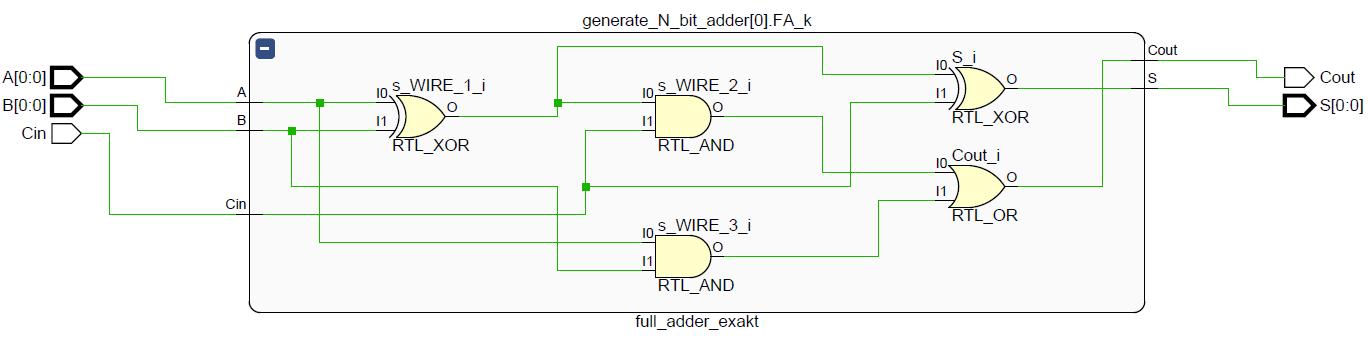 generate_N_bit_adder[0].FA_k
Cout
S_i
I0
O
S
A[0:0]
Cout
A
s_WIRE_1_i
s_WIRE_2_i
I0
I0
I1
B[0:0]
O
O
S[0:0]
B
I1
I1
RTL_XOR
Cin
RTL_XOR
RTL_AND
Cout_i
I0
O
I1
Cin
RTL_OR
s_WIRE_3_i
I0
O
I1
RTL_AND
full_adder_exakt